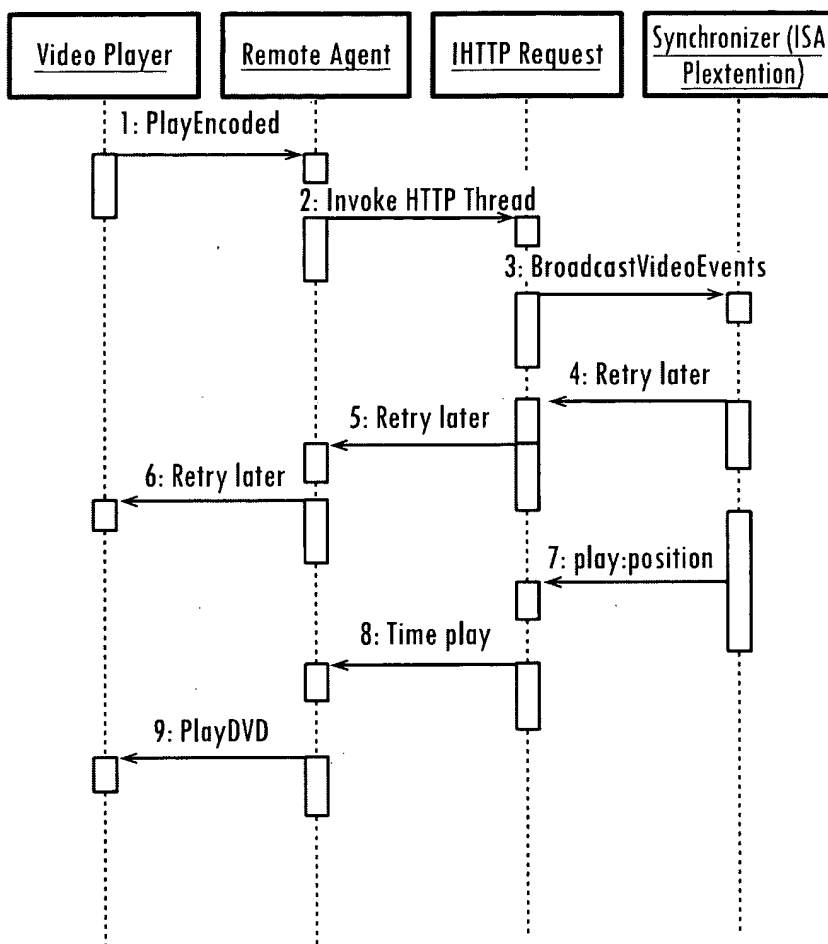 Video Player
Remote Agent
IHTTP Request
Synchronizer (ISA
Plextention)
1: PlayEncoded
2: Invoke HTTP Thread
3: BroadcastVideoEvents
4: Retry later
5: Retry later
6: Retry later
7: play:position
8: Time play
9: PlayDVD